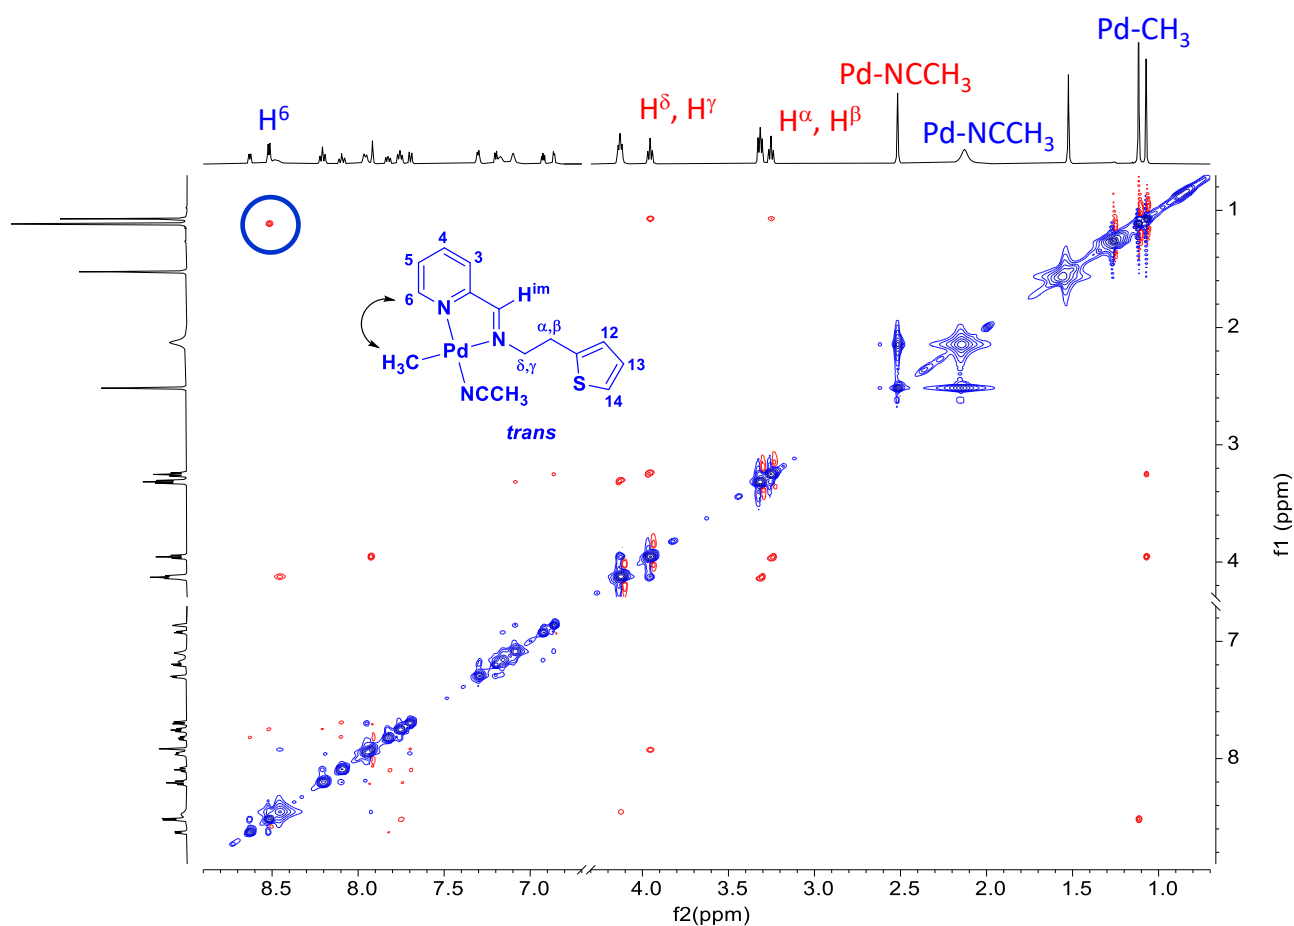 Pd-CH3
Pd-NCCH3
H6
Hδ, Hγ
Hα, Hβ
Pd-NCCH3
1
4
5
3
6
N
Him
α,β
12
H3C
Pd
N
13
δ,γ
S
NCCH3
14
trans
2
3
4
7
8
f1 (ppm)
8.5 8.0 7.5 7.0 4.0 3.5 3.0 2.5 2.0 1.5 1.0
f2(ppm)